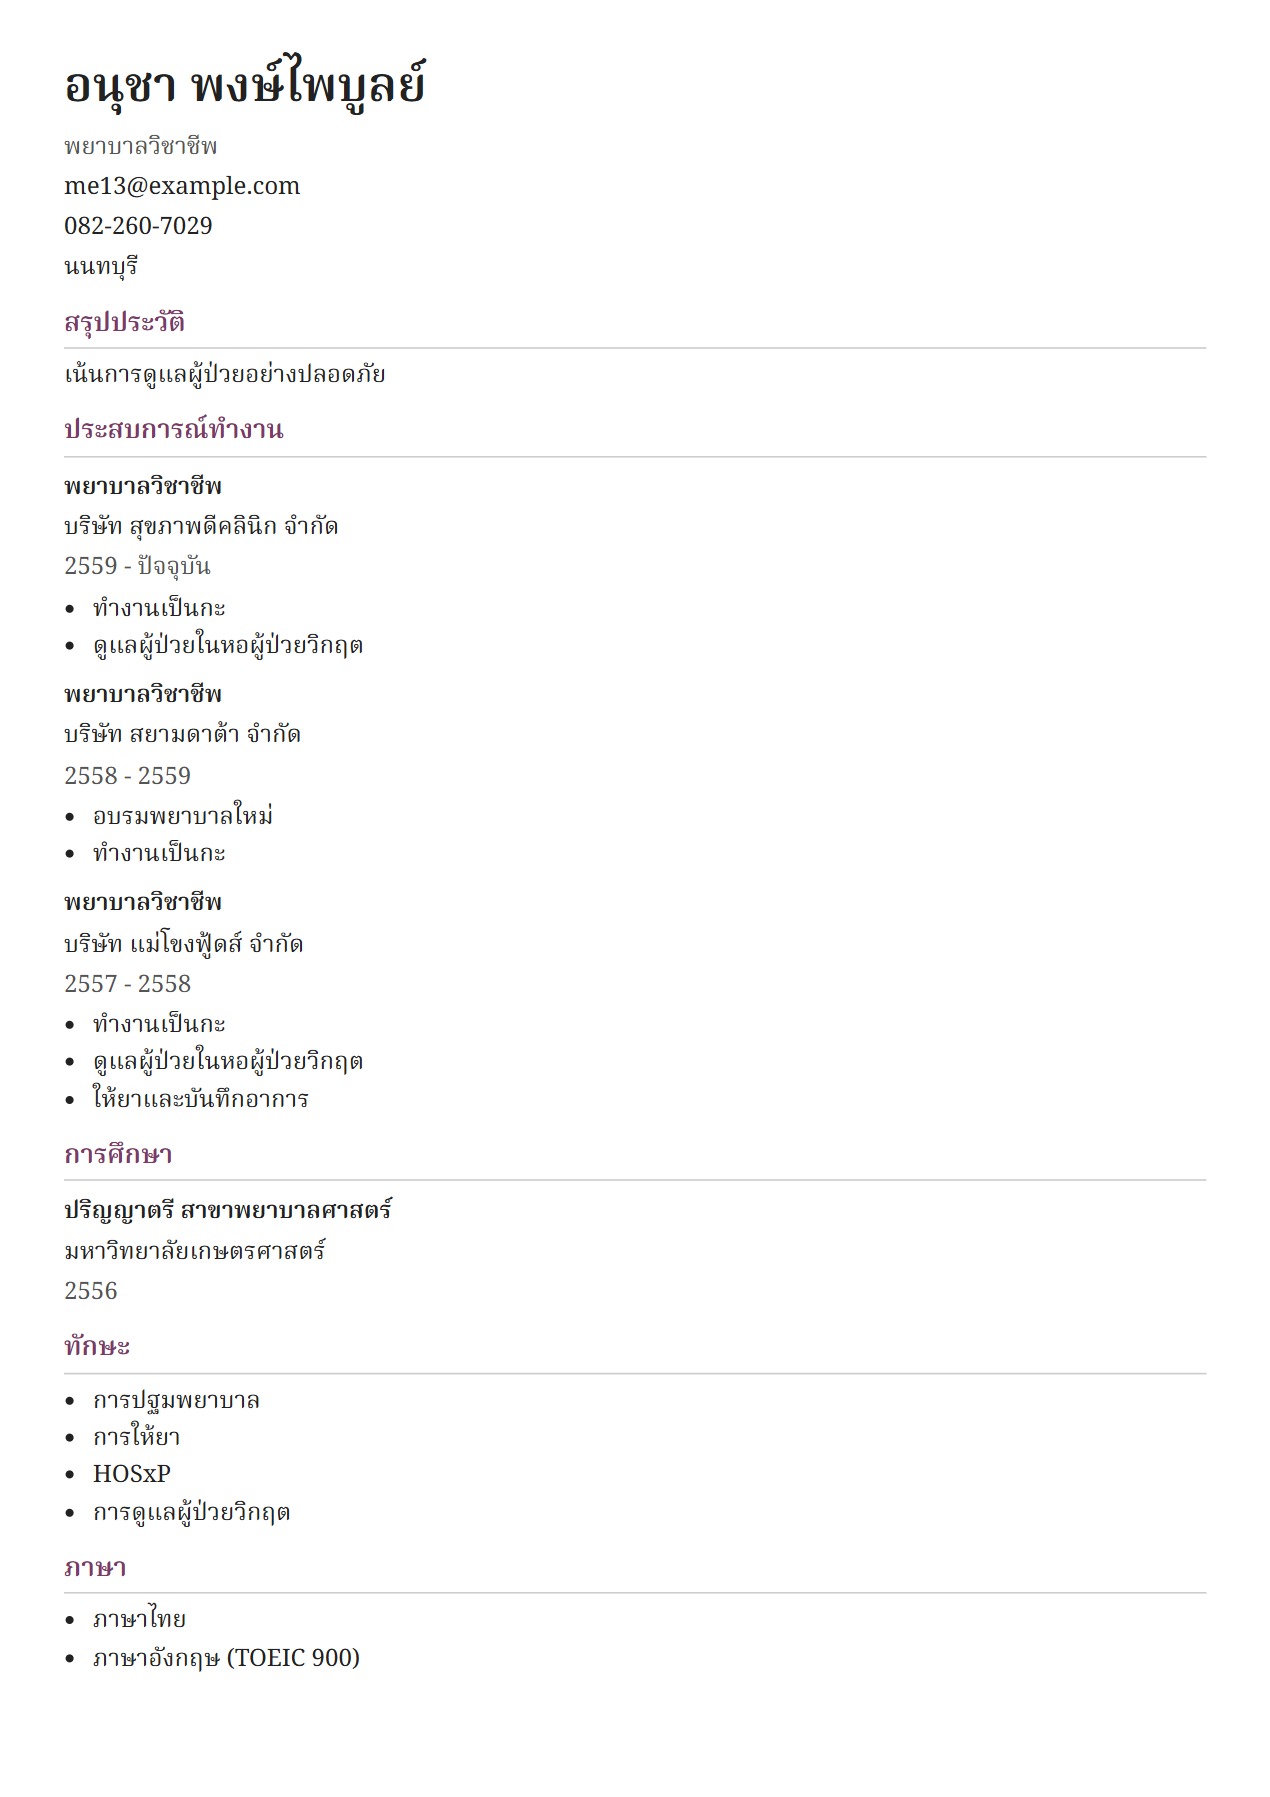 อนุชา พงษ์ไพบูลย์
พยาบาลวิชาชีพ
me13@example.com
082-260-7029
นนทบุรี
สรุปประวัติ
เน้นการดูแลผู้ป่วยอย่างปลอดภัย
ประสบการณ์ทำงาน
พยาบาลวิชาชีพ
บริษัท สุขภาพดีคลินิก จำกัด
2559 - ปัจจุบัน
• ทำงานเป็นกะ
• ดูแลผู้ป่วยในหอผู้ป่วยวิกฤต
พยาบาลวิชาชีพ
บริษัท สยามดาต้า จำกัด
2558 - 2559
• อบรมพยาบาลใหม่
• ทำงานเป็นกะ
พยาบาลวิชาชีพ
บริษัท แม่โขงฟู้ดส์ จำกัด
2557 - 2558
• ทำงานเป็นกะ
• ดูแลผู้ป่วยในหอผู้ป่วยวิกฤต
• ให้ยาและบันทึกอาการ
การศึกษา
ปริญญาตรี สาขาพยาบาลศาสตร์
มหาวิทยาลัยเกษตรศาสตร์
2556
ทักษะ
• การปฐมพยาบาล
• การให้ยา
• HOSxP
• การดูแลผู้ป่วยวิกฤต
ภาษา
• ภาษาไทย
• ภาษาอังกฤษ (TOEIC 900)